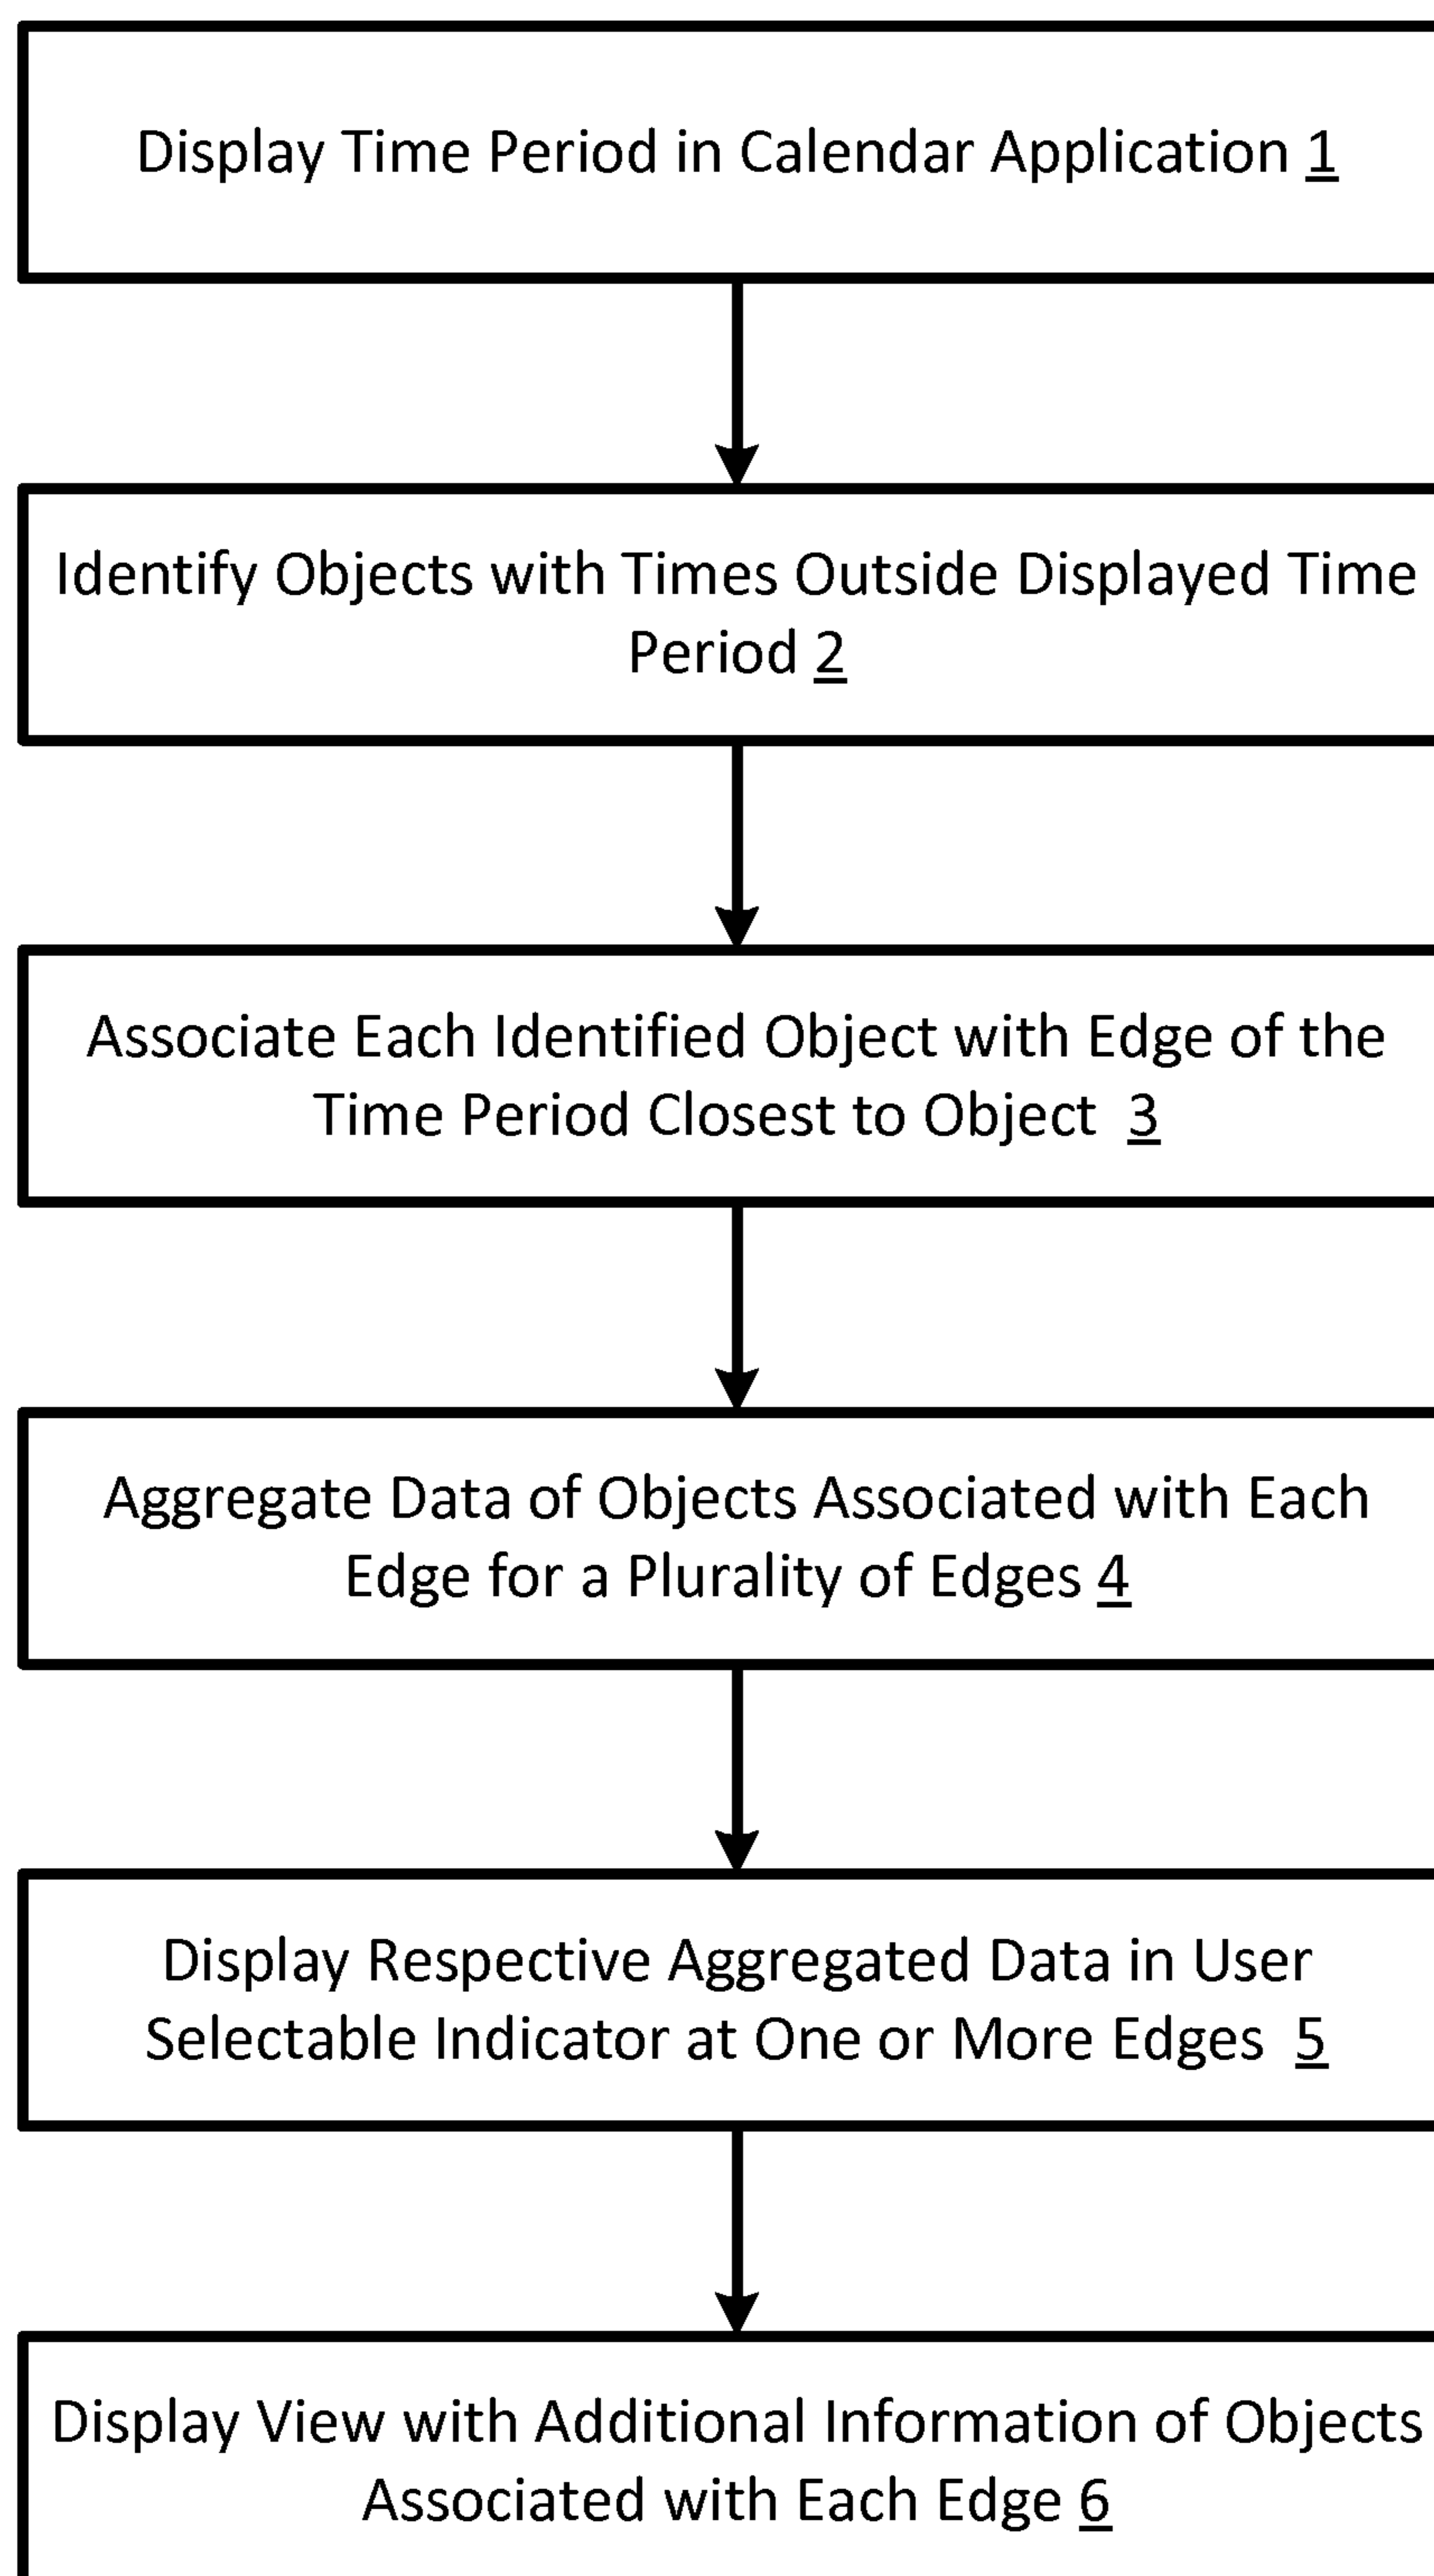 Display Time Period in Calendar Application 1
Identify Objects with Times Outside Displayed Time
Period 2
Associate Each Identified Object with Edge of the
Time Period Closest to Object 3
Aggregate Data of Objects Associated with Each
Edge for a Plurality of Edges 4
Display Respective Aggregated Data in User
Selectable Indicator at One or More Edges 5
Display View with Additional Information of Objects
Associated with Each Edge 6